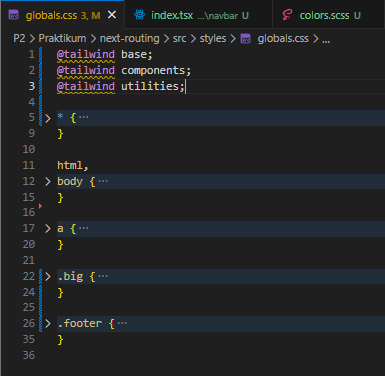 globals.css 3, M
index.tsx ...\navbar
colors.scss
P2 > Praktikum > next-routing > src > styles > globals.css > ...
1 @tailwind base;
2 @tailwind components;
3 @tailwind utilities;
4
5 * { ...
9 }
10
11 html,
12 body { ...
15 }
16
17 a { ...
20 }
21
22 .big { ...
24 }
25
26 .footer { ...
35 }
36